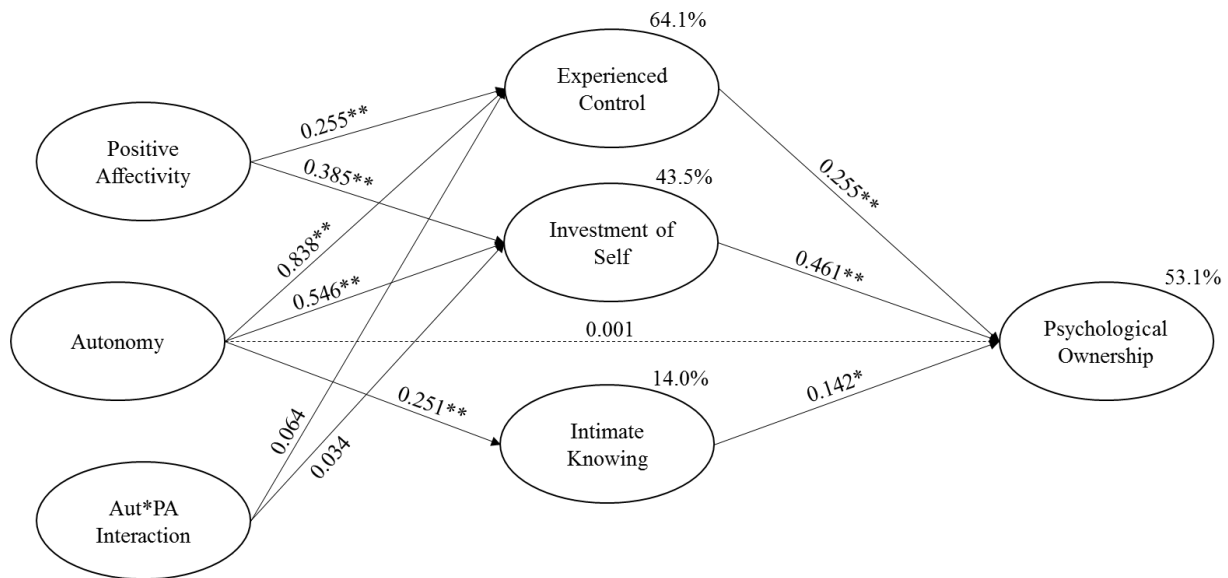 64.1%
Experienced
Control
Positive
Affectivity
0.255**
0.385**
43.5%
Investment of
Self
0.255**
0.838**
0.546**
0.461**
53.1%
Autonomy
0.001
Psychological
Ownership
0.251**
14.0%
0.142*
Intimate
Knowing
0.064
0.034
Aut*PA
Interaction